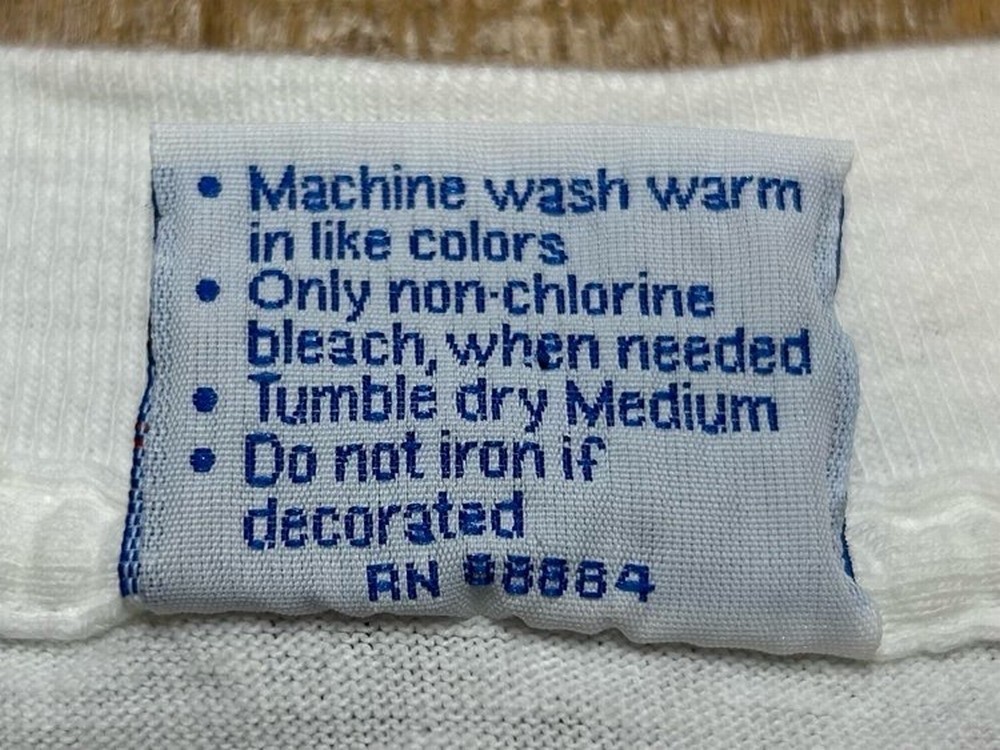 • Machine wash warm
in like colors
• Only non-chlorine
bleach, when needed
• Tumble dry Medium
• Do not iron if
decorated
RN